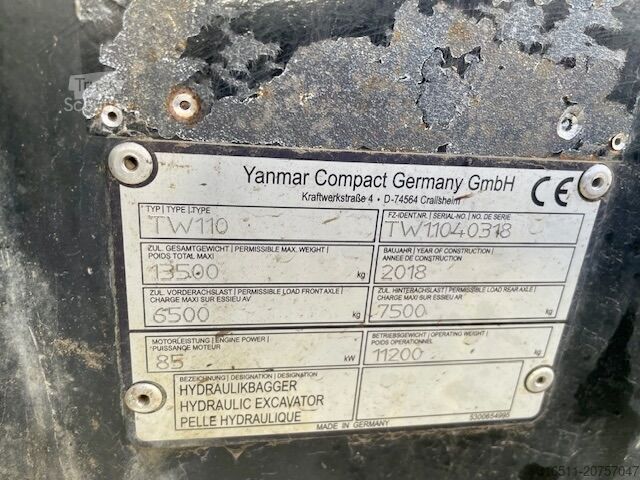 Yanmar Compact Germany GmbH
Kraftwerkstraße 4 • D-74564 Crailsheim
CE
TYP | TYPE | TYPE
TW110
FZ-IDENT.NR. | SERIAL-NO. | NO. DE SERIE
TW11040318
ZUL. GESAMTGEWICHT | PERMISSIBLE MAX. WEIGHT |
POIDS TOTAL MAXI
13500 kg
BAUJAHR | YEAR OF CONSTRUCTION |
ANNEE DE CONSTRUCTION
2018
ZUL. VORDERACHSLAST | PERMISSIBLE LOAD FRONT AXLE |
CHARGE MAXI SUR ESSIEU AV
6500 kg
ZUL. HINTERACHSLAST | PERMISSIBLE LOAD REAR AXLE |
CHARGE MAXI SUR ESSIEU AR
7500 kg
MOTORLEISTUNG | ENGINE POWER |
PUISSANCE MOTEUR
85 kW
BETRIEBSGEWICHT | OPERATING WEIGHT |
POIDS OPERATIONNEL
11200 kg
BEZEICHNUNG | DESIGNATION | DESIGNATION
HYDRAULIKBAGGER
HYDRAULIC EXCAVATOR
PELLE HYDRAULIQUE
MADE IN GERMANY
5300654995